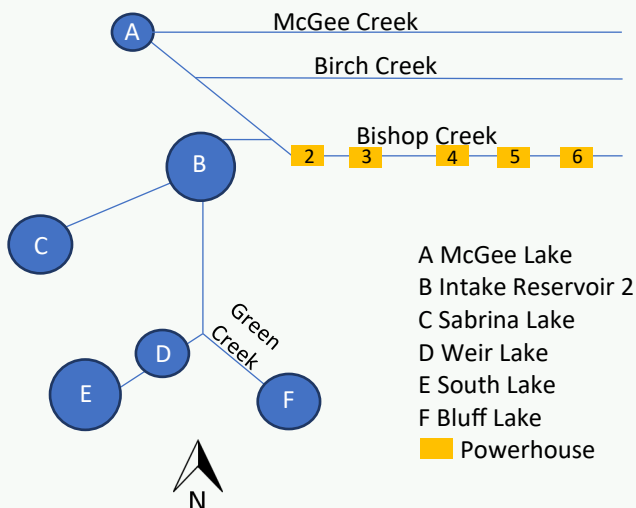 A
McGee Creek
Birch Creek
Bishop Creek
2
3
4
5
6
B
C
Green
Creek
D
E
F
N
A McGee Lake
B Intake Reservoir 2
C Sabrina Lake
D Weir Lake
E South Lake
F Bluff Lake
Powerhouse